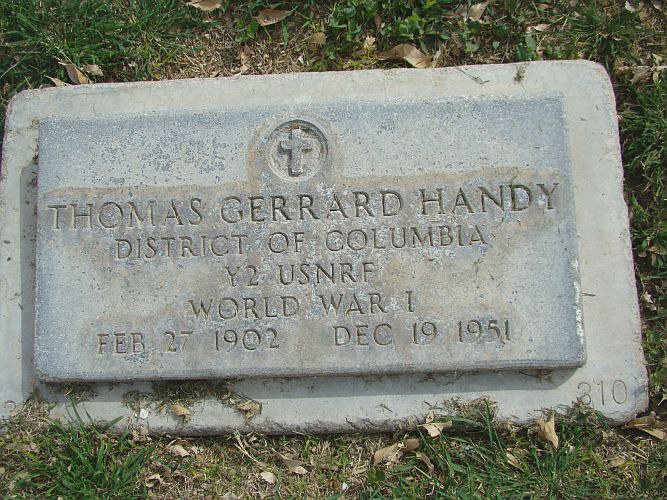 THOMAS GERRARD HANDY
DISTRICT OF COLUMBIA
Y2 USNRF
WORLD WAR I
FEB 27 1902 DEC 19 1951
310